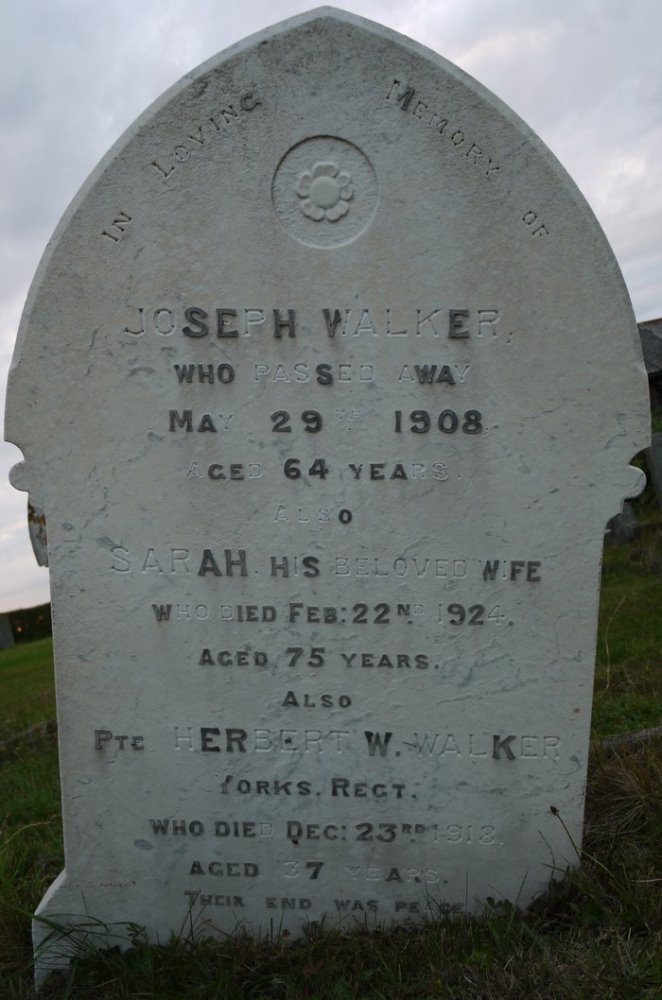 IN LOVING MEMORY OF
JOSEPH WALKER,
WHO PASSED AWAY
MAY 29TH 1908,
AGED 64 YEARS.
ALSO
SARAH, HIS BELOVED WIFE
WHO DIED FEB: 22ND 1924,
AGED 75 YEARS.
ALSO
PTE HERBERT W. WALKER
YORKS. REGT.
WHO DIED DEC: 23RD
AGED 37 YEARS.
THEIR END WAS PEACE